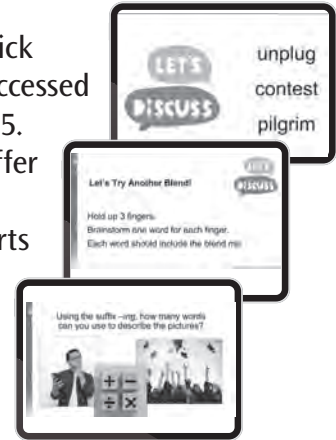 ick
ccessed
5.
ffer
rts
LET'S
DISCUSS
unplug
contest
pilgrim
Let's Try Another Blend!
DISCUSS
Hold up 3 fingers.
Brainstorm one word for each finger.
Each word should include the blend
Using the suffix –ing, how many words
can you use to describe the pictures?
+ −
÷ ×